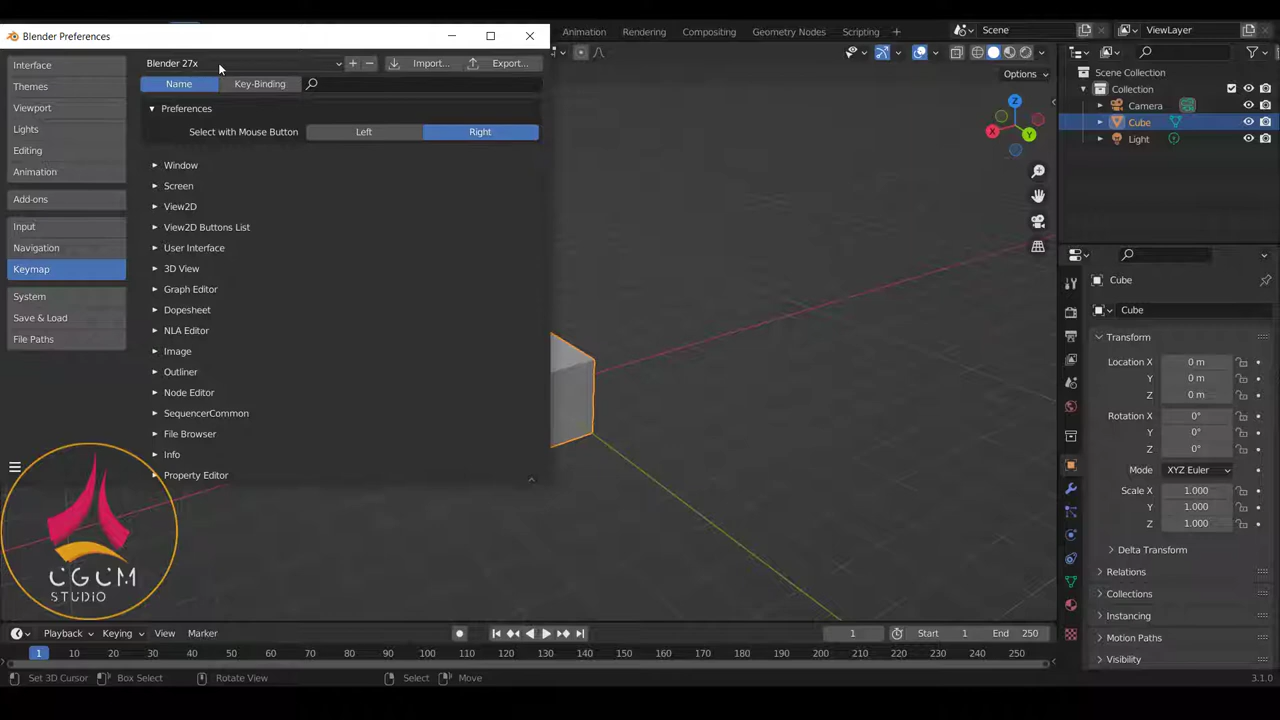 Blender Preferences
Animation
Rendering
Compositing
Geometry Nodes
Scripting
Scene
ViewLayer
Interface
Themes
Viewport
Lights
Editing
Animation
Add-ons
Input
Navigation
Keymap
System
Save & Load
File Paths
Blender 27x
Import...
Export...
Name
Key-Binding
Preferences
Select with Mouse Button
Left
Right
Window
Screen
View2D
View2D Buttons List
User Interface
3D View
Graph Editor
Dopesheet
NLA Editor
Image
Outliner
Node Editor
SequencerCommon
File Browser
Info
Property Editor
Options
X
Y
Z
Scene Collection
Collection
Camera
Cube
Light
Cube
Cube
Transform
Location X 0 m
Y 0 m
Z 0 m
Rotation X 0°
Y 0°
Z 0°
Mode XYZ Euler
Scale X 1.000
Y 1.000
Z 1.000
Delta Transform
Relations
Collections
Instancing
Motion Paths
Visibility
CGCM
STUDIO
Playback
Keying
View
Marker
1
Start 1
End 250
1 10 20 30 40 50 60 70 80 90 100 110 120 130 140 150 160 170 180 190 200 210 220 230 240 250
Set 3D Cursor
Box Select
Rotate View
Select
Move
3.1.0